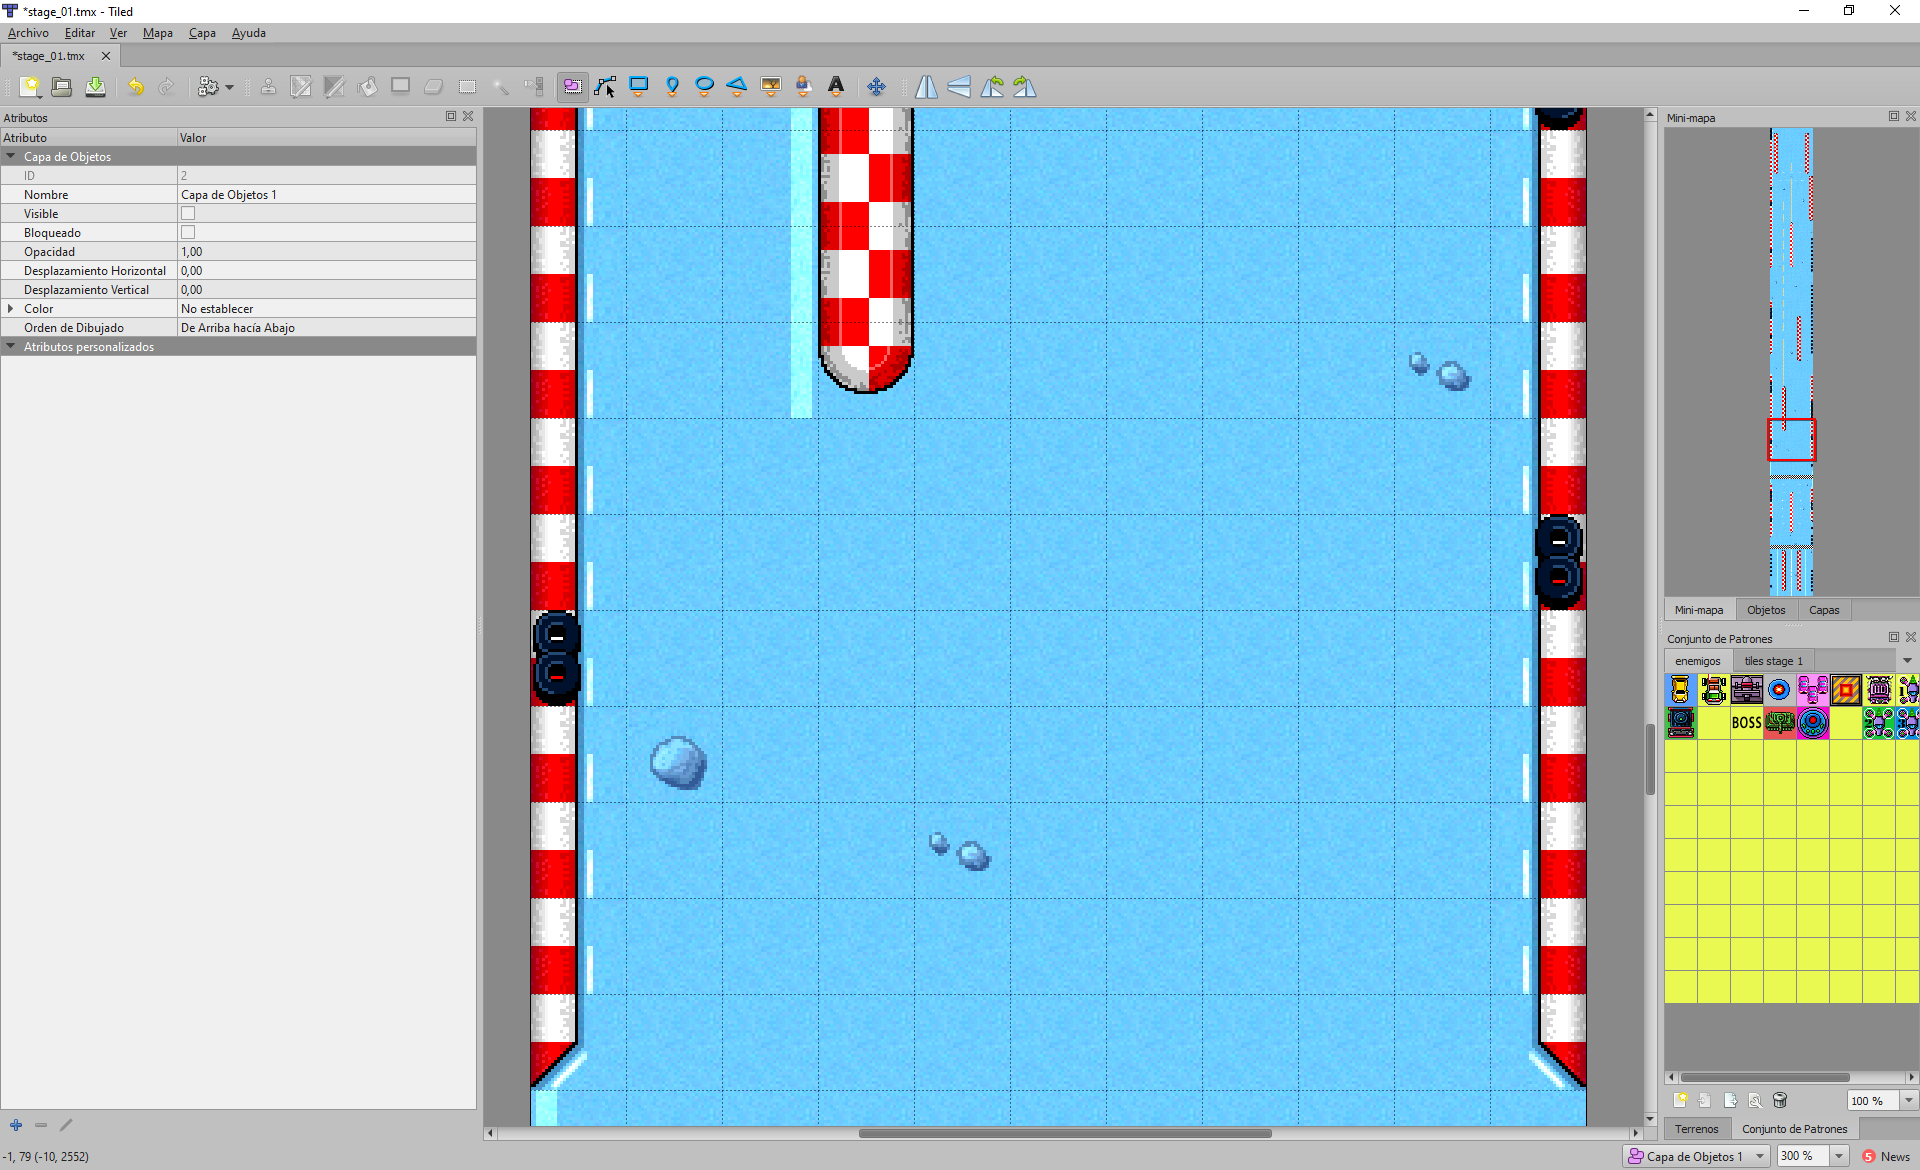 *stage_01.tmx - Tiled
Archivo Editar Ver Mapa Capa Ayuda
*stage_01.tmx
Atributos
Atributo Valor
Capa de Objetos
ID 2
Nombre Capa de Objetos 1
Visible
Bloqueado
Opacidad 1,00
Desplazamiento Horizontal 0,00
Desplazamiento Vertical 0,00
Color No establecer
Orden de Dibujado De Arriba hacía Abajo
Atributos personalizados
Mini-mapa
Mini-mapa Objetos Capas
Conjunto de Patrones
enemigos tiles stage 1
BOSS
100 %
Terrenos Conjunto de Patrones
-1, 79 (-10, 2552)
Capa de Objetos 1 300 % 5 News